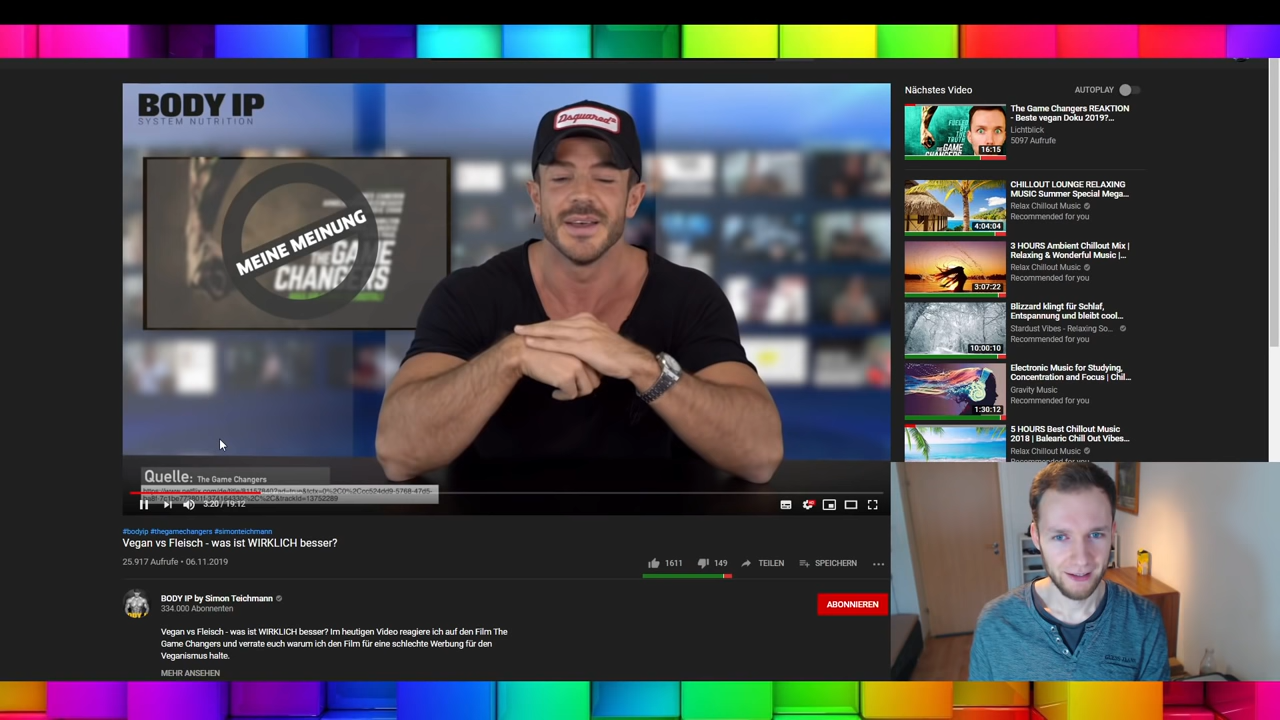 BODY IP
SYSTEM NUTRITION
Dsquared2
MEINE MEINUNG
THE GAME
CHANGERS
Quelle: The Game Changers
3:20 / 19:12
#bodyip #thegamechangers #simonteichmann
Vegan vs Fleisch - was ist WIRKLICH besser?
25.917 Aufrufe • 06.11.2019
1611
149
TEILEN
SPEICHERN
BODY IP by Simon Teichmann
334.000 Abonnenten
ABONNIEREN
Vegan vs Fleisch - was ist WIRKLICH besser? Im heutigen Video reagiere ich auf den Film The
Game Changers und verrate euch warum ich den Film für eine schlechte Werbung für den
Veganismus halte.
MEHR ANSEHEN
Nächstes Video
AUTOPLAY
THE GAME
CHANGERS
16:15
The Game Changers REAKTION
- Beste vegan Doku 2019?...
Lichtblick
5097 Aufrufe
4:04:04
CHILLOUT LOUNGE RELAXING
MUSIC Summer Special Mega...
Relax Chillout Music
Recommended for you
3:07:22
3 HOURS Ambient Chillout Mix |
Relaxing & Wonderful Music |...
Relax Chillout Music
Recommended for you
10:00:10
Blizzard klingt für Schlaf,
Entspannung und bleibt cool...
Stardust Vibes - Relaxing So...
Recommended for you
1:30:12
Electronic Music for Studying,
Concentration and Focus | Chil...
Gravity Music
Recommended for you
5 HOURS Best Chillout Music
2018 | Balearic Chill Out Vibes...
Relax Chillout Music